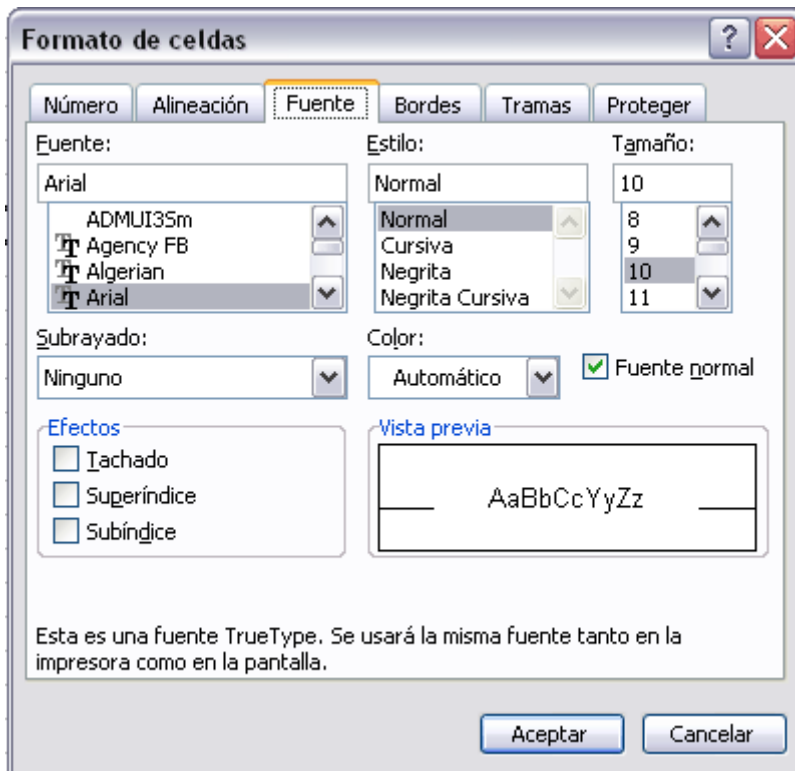 Formato de celdas
Número Alineación Fuente Bordes Tramas Proteger
Fuente: Estilo: Tamaño:
Arial Normal 10
ADMUI3Sm Normal 8
Agency FB Cursiva 9
Algerian Negrita 10
Arial Negrita Cursiva 11
Subrayado: Color:
Ninguno Automático Fuente normal
Efectos Vista previa
Tachado
Superíndice AaBbCcYyZz
Subíndice
Esta es una fuente TrueType. Se usará la misma fuente tanto en la
impresora como en la pantalla.
Aceptar Cancelar